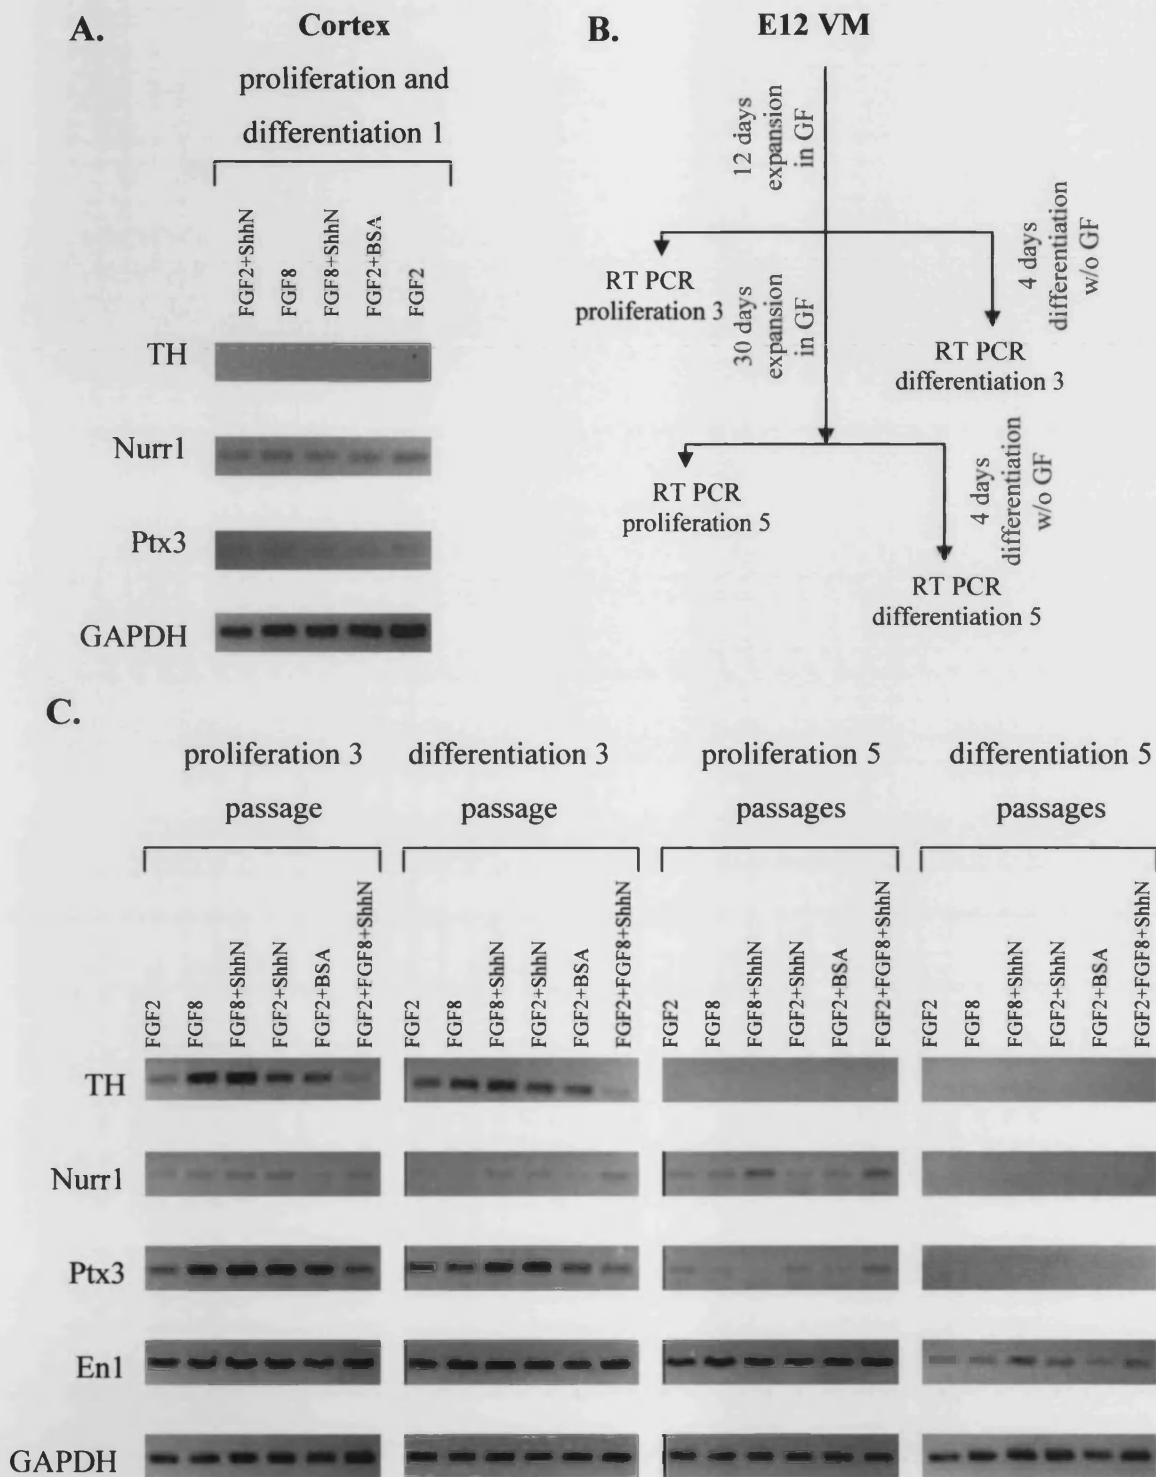 A.
Cortex
proliferation and
differentiation 1
FGF2+ShhN
FGF8
FGF8+ShhN
FGF2+BSA
FGF2
TH
Nurr1
Ptx3
GAPDH
B.
E12 VM
12 days
expansion
in GF
4 days
differentiation
w/o GF
RT PCR
proliferation 3
30 days
expansion
in GF
RT PCR
differentiation 3
RT PCR
proliferation 5
4 days
differentiation
w/o GF
RT PCR
differentiation 5
C.
proliferation 3
passage
differentiation 3
passage
proliferation 5
passages
differentiation 5
passages
FGF2
FGF8
FGF8+ShhN
FGF2+ShhN
FGF2+BSA
FGF2+FGF8+ShhN
FGF2
FGF8
FGF8+ShhN
FGF2+ShhN
FGF2+BSA
FGF2+FGF8+ShhN
FGF2
FGF8
FGF8+ShhN
FGF2+ShhN
FGF2+BSA
FGF2+FGF8+ShhN
FGF2
FGF8
FGF8+ShhN
FGF2+ShhN
FGF2+BSA
FGF2+FGF8+ShhN
TH
Nurr1
Ptx3
En1
GAPDH